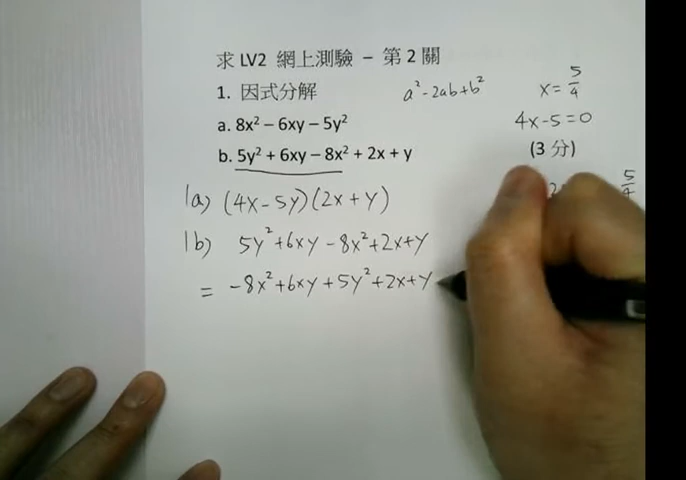 求 LV2 網上測驗 – 第 2 關
1. 因式分解
a²-2ab+b²
x=5/4
a. 8x² – 6xy – 5y²
4x-5=0
b. 5y² + 6xy – 8x² + 2x + y
(3 分)
1a) (4x-5y)(2x+y)
5/4
1b) 5y²+6xy-8x²+2x+y
= -8x²+6xy+5y²+2x+y